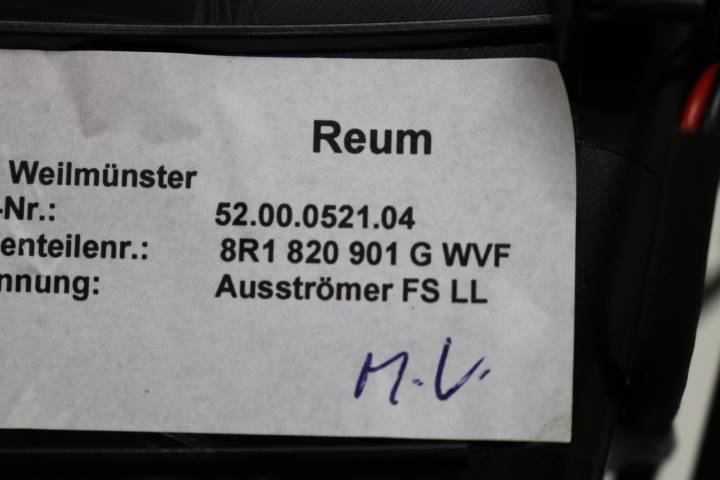 Reum
Weilmünster
-Nr.: 52.00.0521.04
enteilenr.: 8R1 820 901 G WVF
nnung: Ausströmer FS LL
M.V.